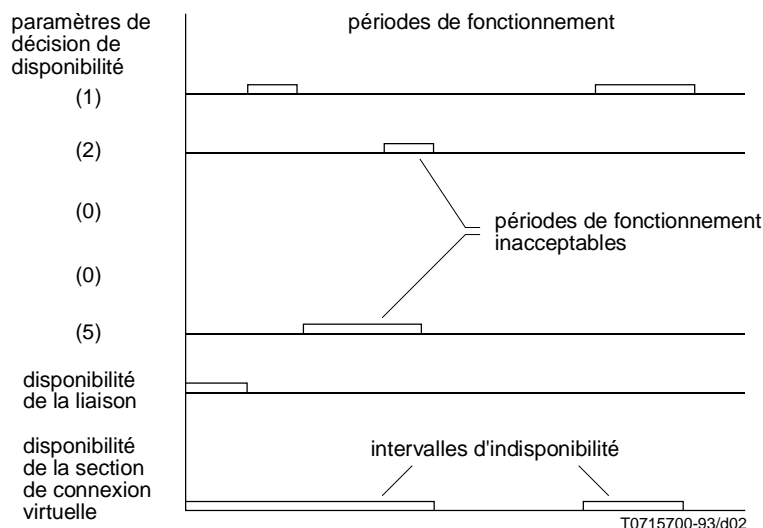 paramètres de
décision de
disponibilité
périodes de fonctionnement
(1)
(2)
(0)
périodes de fonctionnement
inacceptables
(0)
(5)
disponibilité
de la liaison
disponibilité
de la section
de connexion
virtuelle
intervalles d'indisponibilité
T0715700-93/d02